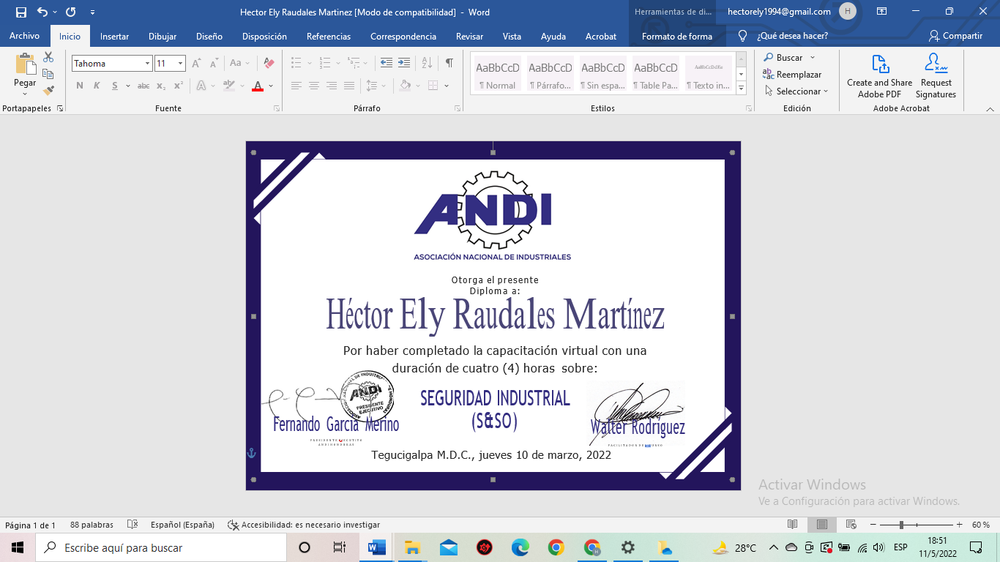 Hector Ely Raudales Martinez [Modo de compatibilidad] - Word
Herramientas de di...
hectorely1994@gmail.com
H
Archivo
Inicio
Insertar
Dibujar
Diseño
Disposición
Referencias
Correspondencia
Revisar
Vista
Ayuda
Acrobat
Formato de forma
¿Qué desea hacer?
Compartir
Pegar
Portapapeles
Tahoma
11
Aa
N K S abc x₂ x²
Fuente
Párrafo
AaBbCcD
AaBbCcD
AaBbCcD
AaBbCcD
AaBbCcDdEe
¶ Normal
¶ Párrafo...
¶ Sin espa...
¶ Table Pa...
¶ Texto in...
Estilos
Buscar
Reemplazar
Seleccionar
Edición
Create and Share
Adobe PDF
Request
Signatures
Adobe Acrobat
ANDI
ASOCIACIÓN NACIONAL DE INDUSTRIALES
Otorga el presente
Diploma a:
Héctor Ely Raudales Martínez
Por haber completado la capacitación virtual con una
duración de cuatro (4) horas sobre:
ANDI
PRESIDENTE
EJECUTIVO
SEGURIDAD INDUSTRIAL
(S&SO)
Fernando García Merino
ANDI HONDURAS
Walter Rodríguez
Tegucigalpa M.D.C., jueves 10 de marzo, 2022
Activar Windows
Ve a Configuración para activar Windows.
Página 1 de 1
88 palabras
Español (España)
Accesibilidad: es necesario investigar
60 %
Escribe aquí para buscar
28°C
ESP
18:51
11/5/2022